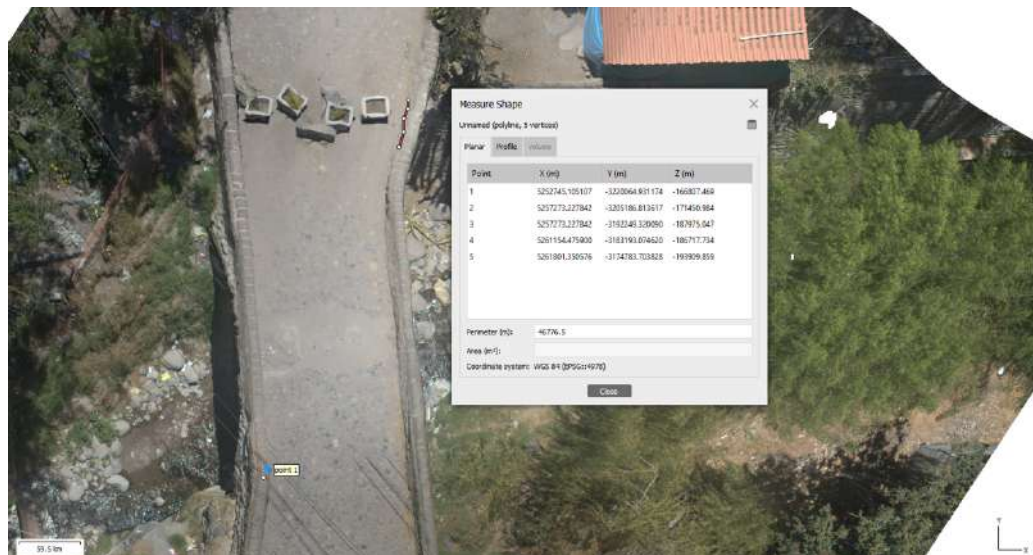 Measure Shape
Unnamed (polyline, 5 vertices)
Planar Profile Volume
Point X (m) Y (m) Z (m)
1 5252745.105107 -3220064.931174 -166807.469
2 5257273.227842 -3205186.813617 -171450.984
3 5257273.227842 -3192249.320090 -187975.047
4 5261154.475900 -3183193.074620 -186717.734
5 5261801.350576 -3174783.703828 -193909.859
Perimeter (m): 46776.5
Area (m²):
Coordinate system: WGS 84 (EPSG::4978)
Close
point 1
59.5 km
Y
X